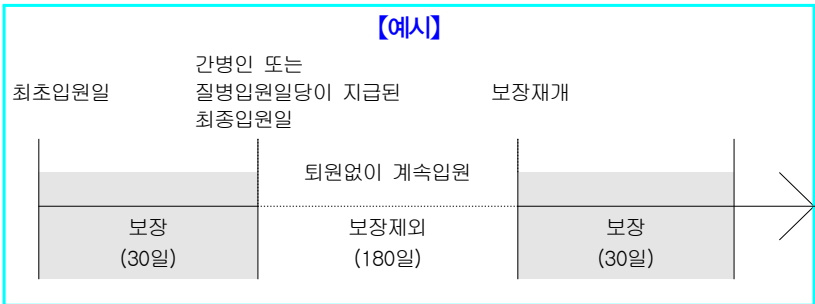 【예시】
간병인 또는
최초입원일 질병입원일당이 지급된 보장재개
최종입원일
퇴원없이 계속입원
보장 보장제외 보장
(30일) (180일) (30일)